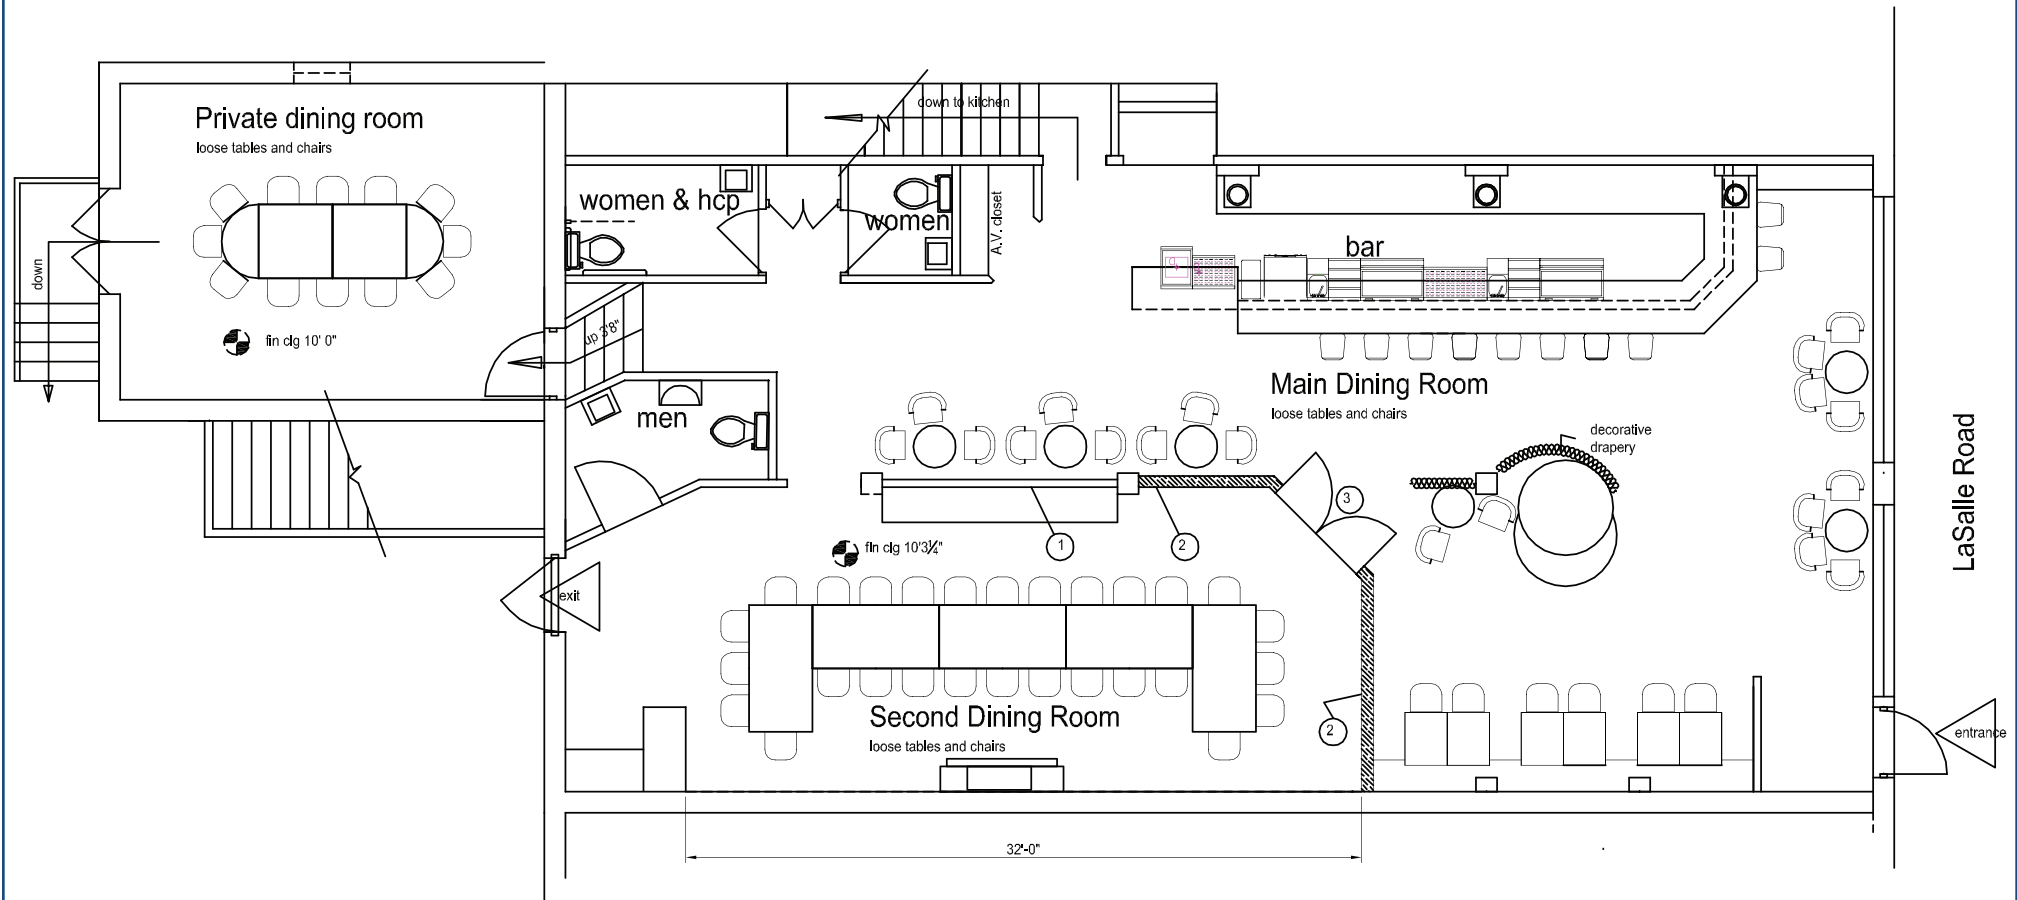 Private dining room
loose tables and chairs
down to kitchen
women & hcp
women
A.V. closet
bar
down
fin clg 10' 0"
up 3'8"
men
Main Dining Room
loose tables and chairs
decorative
drapery
LaSalle Road
3
1
2
fin clg 10'3¼"
exit
Second Dining Room
loose tables and chairs
2
entrance
32'-0"